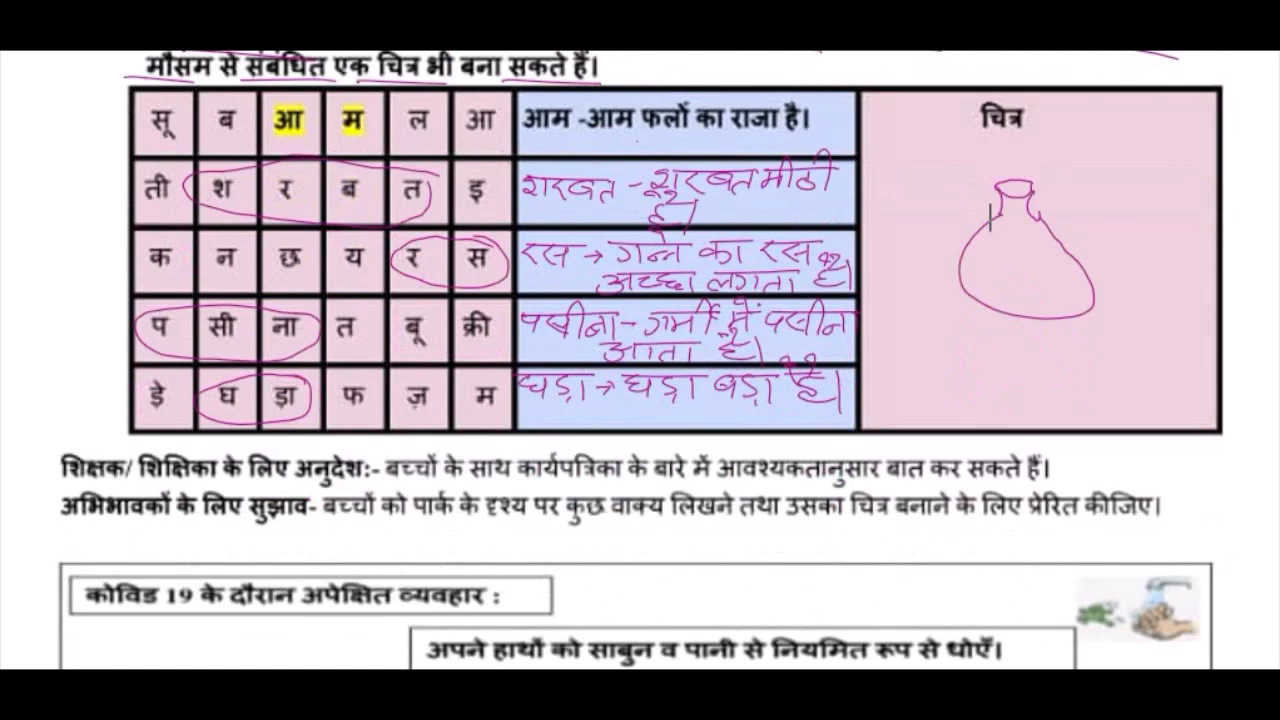 मौसम से संबंधित एक चित्र भी बना सकते हैं।
सू ब आ म ल आ आम -आम फलों का राजा है। चित्र
ती श र ब त इ शरबत - शरबत मीठी है।
क न छ य र स रस → गन्ने का रस अच्छा लगता है।
प सी ना त बू क्री पसीना - गर्मी में पसीना आता है।
ड़े घ ड़ा फ ज़ म घड़ा → घड़ा बड़ा है।
शिक्षक/ शिक्षिका के लिए अनुदेश:- बच्चों के साथ कार्यपत्रिका के बारे में आवश्यकतानुसार बात कर सकते हैं।
अभिभावकों के लिए सुझाव- बच्चों को पार्क के दृश्य पर कुछ वाक्य लिखने तथा उसका चित्र बनाने के लिए प्रेरित कीजिए।
कोविड 19 के दौरान अपेक्षित व्यवहार :
अपने हाथों को साबुन व पानी से नियमित रूप से धोएँ।